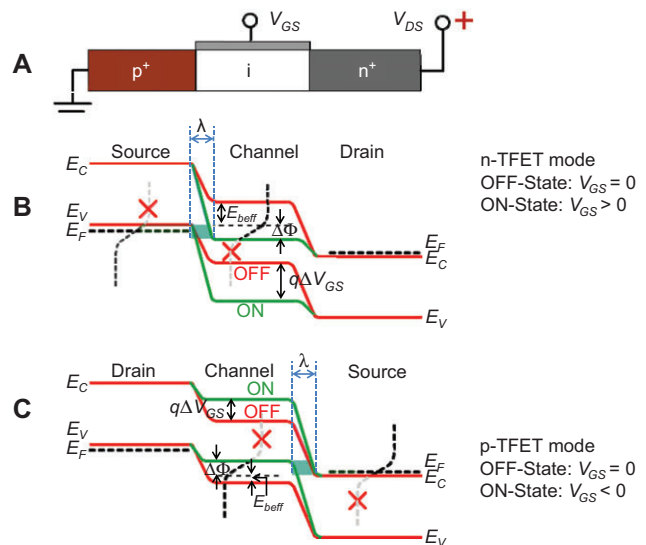 V_GS V_DS +
A p+ i n+
λ
Source Channel Drain
E_C
n-TFET mode
OFF-State: V_GS = 0
ON-State: V_GS > 0
B
E_V
E_F
E_beff
ΔΦ
E_F
E_C
OFF
qΔV_GS
ON
E_V
λ
Drain Channel Source
E_C
ON
C
qΔV_GS
OFF
E_V
E_F
ΔΦ
E_beff
E_F
E_C
p-TFET mode
OFF-State: V_GS = 0
ON-State: V_GS < 0
E_V